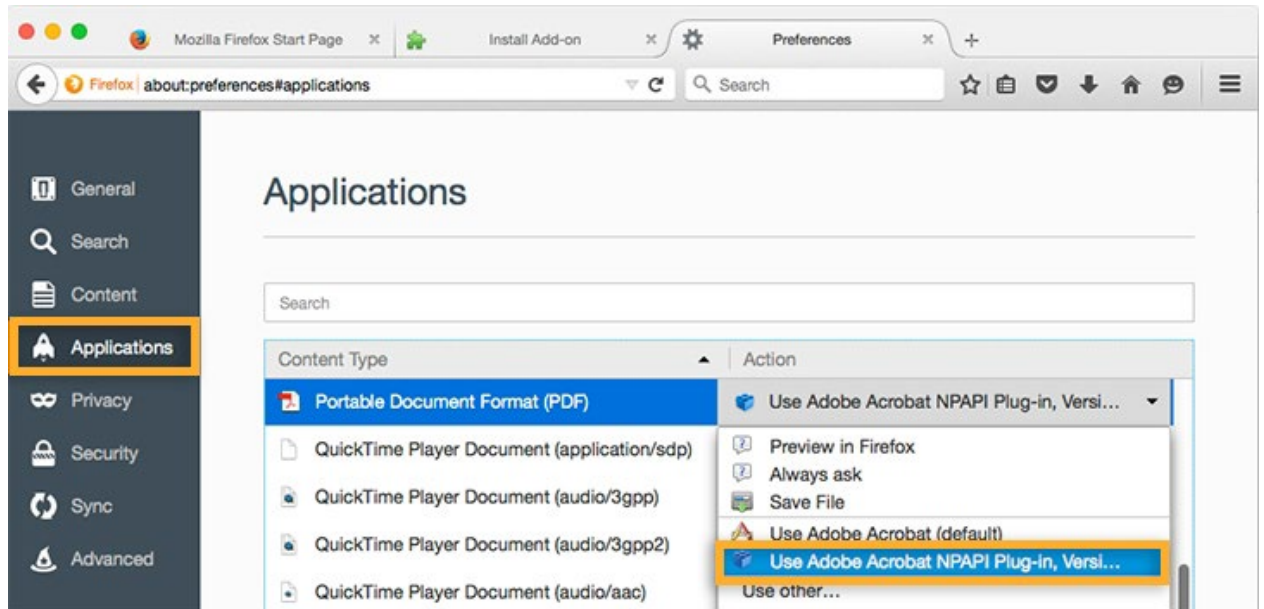 Mozilla Firefox Start Page
Install Add-on
Preferences
Firefox about:preferences#applications
Search
General
Search
Content
Applications
Privacy
Security
Sync
Advanced
Applications
Search
Content Type
Action
Portable Document Format (PDF)
Use Adobe Acrobat NPAPI Plug-in, Versi...
QuickTime Player Document (application/sdp)
QuickTime Player Document (audio/3gpp)
QuickTime Player Document (audio/3gpp2)
QuickTime Player Document (audio/aac)
Preview in Firefox
Always ask
Save File
Use Adobe Acrobat (default)
Use Adobe Acrobat NPAPI Plug-in, Versi...
Use other...